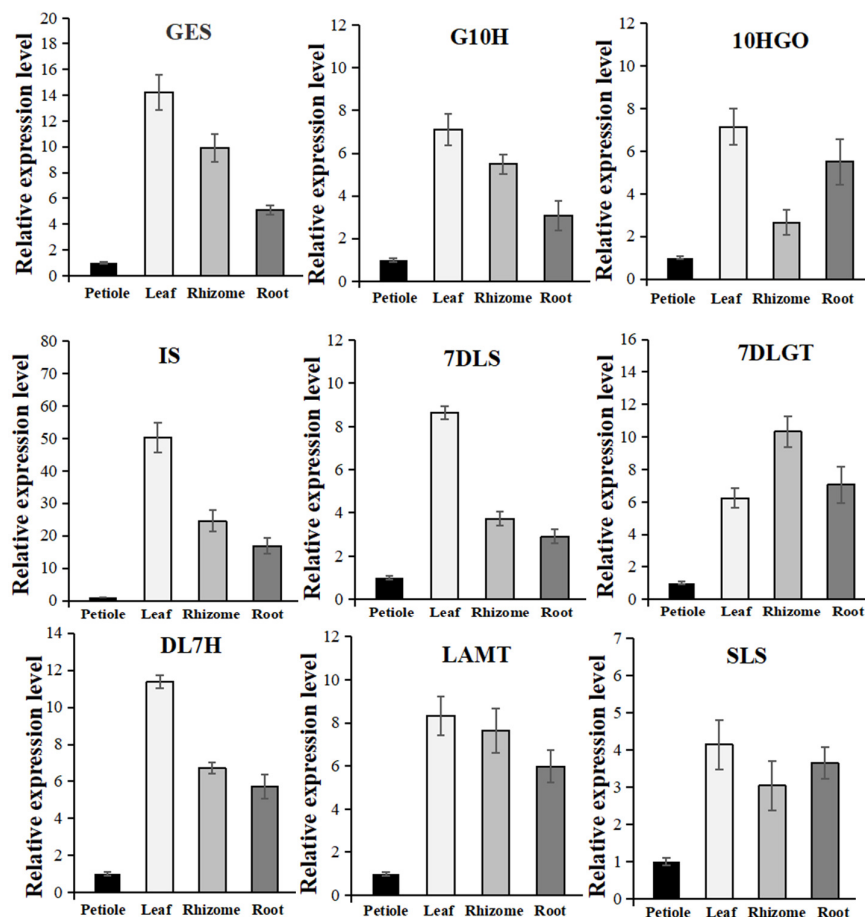 GES
Relative expression level
20
18
16
14
12
10
8
6
4
2
0
Petiole Leaf Rhizome Root
G10H
Relative expression level
12
10
8
6
4
2
0
Petiole Leaf Rhizome Root
10HGO
Relative expression level
12
12
8
6
4
2
0
Petiole Leaf Rhizome Root
IS
Relative expression level
80
70
60
50
40
30
20
10
0
Petiole Leaf Rhizome Root
7DLS
Relative expression level
12
10
8
6
4
2
0
Petiole Leaf Rhizome Root
7DLGT
Relative expression level
16
14
12
10
8
6
4
2
0
Petiole Leaf Rhizome Root
DL7H
Relative expression level
14
12
10
8
6
4
2
0
Petiole Leaf Rhizome Root
LAMT
Relative expression level
12
10
8
6
4
2
0
Petiole Leaf Rhizome Root
SLS
Relative expression level
7
6
5
4
3
2
1
0
Petiole Leaf Rhizome Root